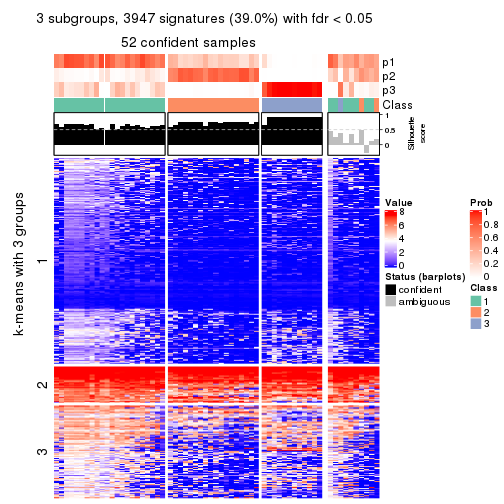 3 subgroups, 3947 signatures (39.0%) with fdr < 0.05
52 confident samples
p1
p2
p3
Class
1
0.5
0
Silhouette
score
k-means with 3 groups
1
2
3
Value
8
6
4
2
0
Status (barplots)
confident
ambiguous
Prob
1
0.8
0.6
0.4
0.2
0
Class
1
2
3